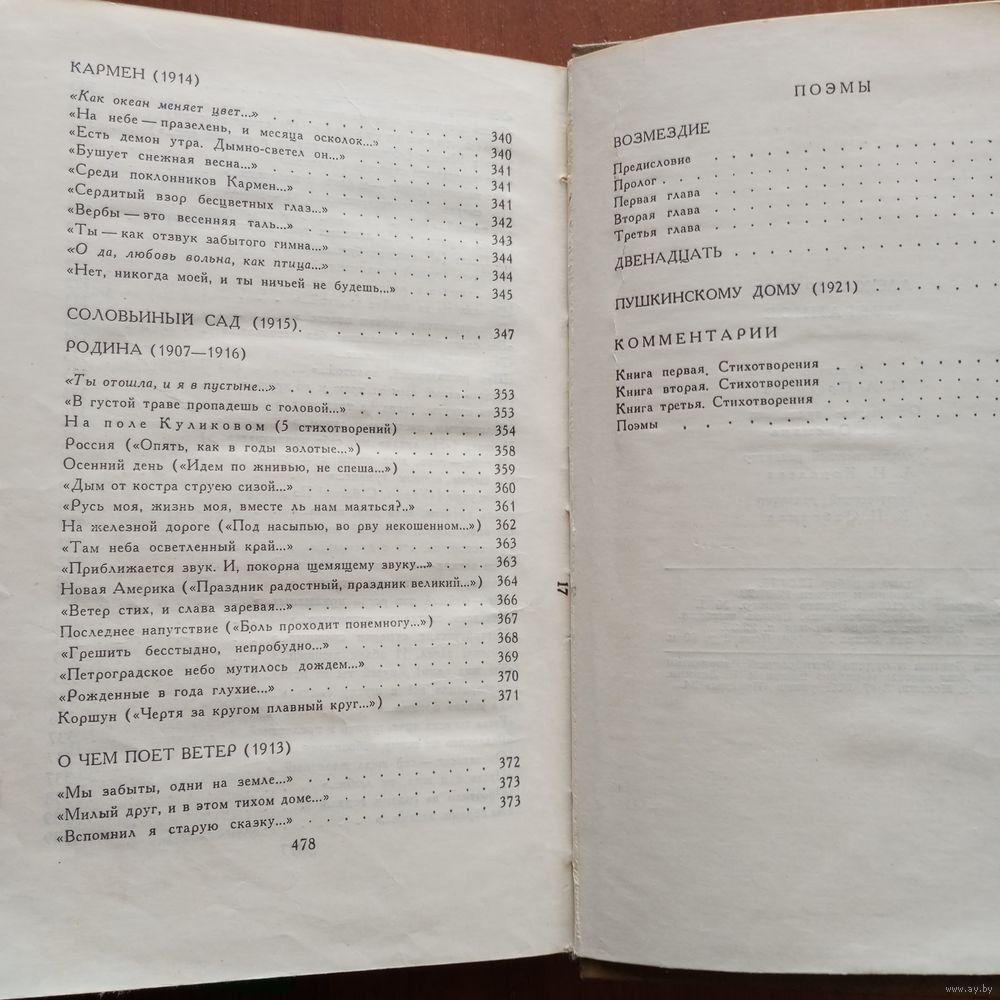 КАРМЕН (1914)
«Как океан меняет цвет...» . . . . . . . . . . 340
«На небе — празелень, и месяца осколок...» . . . . . 340
«Есть демон утра. Дымно-светел он...» . . . . . . 341
«Бушует снежная весна...» . . . . . . . . . . 341
«Среди поклонников Кармен...» . . . . . . . . 341
«Сердитый взор бесцветных глаз...» . . . . . . . 342
«Вербы — это весенняя таль...» . . . . . . . . 343
«Ты — как отзвук забытого гимна...» . . . . . . . 344
«О да, любовь вольна, как птица...» . . . . . . . 344
«Нет, никогда моей, и ты ничьей не будешь...» . . . . 345
СОЛОВЬИНЫЙ САД (1915). . . . . . . . . 347
РОДИНА (1907—1916)
«Ты отошла, и я в пустыне...» . . . . . . . . . 353
«В густой траве пропадешь с головой...» . . . . . . 353
На поле Куликовом (5 стихотворений) . . . . . 354
Россия («Опять, как в годы золотые...») . . . . . . 358
Осенний день («Идем по жнивью, не спеша...») . . . . 359
«Дым от костра струею сизой...» . . . . . . . . 360
«Русь моя, жизнь моя, вместе ль нам маяться?..» . . . . 361
На железной дороге («Под насыпью, во рву некошенном...») 362
«Там неба осветленный край...» . . . . . . . . 363
«Приближается звук. И, покорна щемящему звуку...» . . . 363
Новая Америка («Праздник радостный, праздник великий...») 364
«Ветер стих, и слава заревая...» . . . . . . . . 366
Последнее напутствие («Боль проходит понемногу...») . . . 367
«Грешить бесстыдно, непробудно...» . . . . . . . 368
«Петроградское небо мутилось дождем...» . . . . . . 369
«Рожденные в года глухие...» . . . . . . . . . 370
Коршун («Чертя за кругом плавный круг...») . . . . . 371
О ЧЕМ ПОЕТ ВЕТЕР (1913)
«Мы забыты, одни на земле...» . . . . . . . . 372
«Милый друг, и в этом тихом доме...» . . . . . . . 373
«Вспомнил я старую сказку...» . . . . . . . . . 373
478
17
ПОЭМЫ
ВОЗМЕЗДИЕ
Предисловие . . . . . . . . . . . .
Пролог . . . . . . . . . . . . . .
Первая глава . . . . . . . . . . . .
Вторая глава . . . . . . . . . . . .
Третья глава . . . . . . . . . . . .
ДВЕНАДЦАТЬ . . . . . . . . . . . .
ПУШКИНСКОМУ ДОМУ (1921) . . . . . .
КОММЕНТАРИИ
Книга первая. Стихотворения . . . . . . .
Книга вторая. Стихотворения . . . . . . .
Книга третья. Стихотворения . . . . . . .
Поэмы . . . . . . . . . . . . . .
www.ay.by